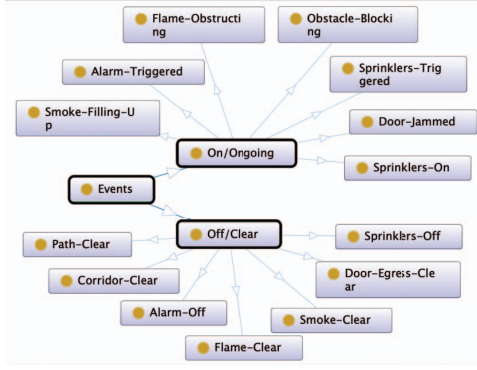 Flame-Obstructi
ng
Obstacle-Blocki
ng
Alarm-Triggered
Sprinklers-Trig
gered
Smoke-Filling-U
p
Door-Jammed
On/Ongoing
Sprinklers-On
Events
Off/Clear
Sprinklers-Off
Path-Clear
Corridor-Clear
Door-Egress-Cle
ar
Alarm-Off
Smoke-Clear
Flame-Clear